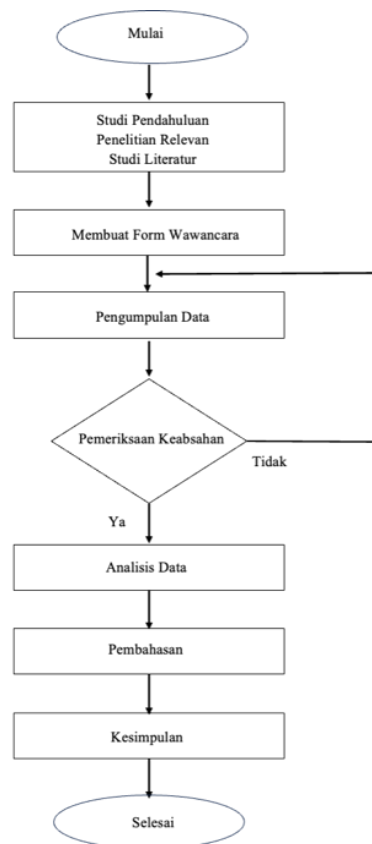 Mulai
Studi Pendahuluan
Penelitian Relevan
Studi Literatur
Membuat Form Wawancara
Pengumpulan Data
Pemeriksaan Keabsahan
Tidak
Ya
Analisis Data
Pembahasan
Kesimpulan
Selesai